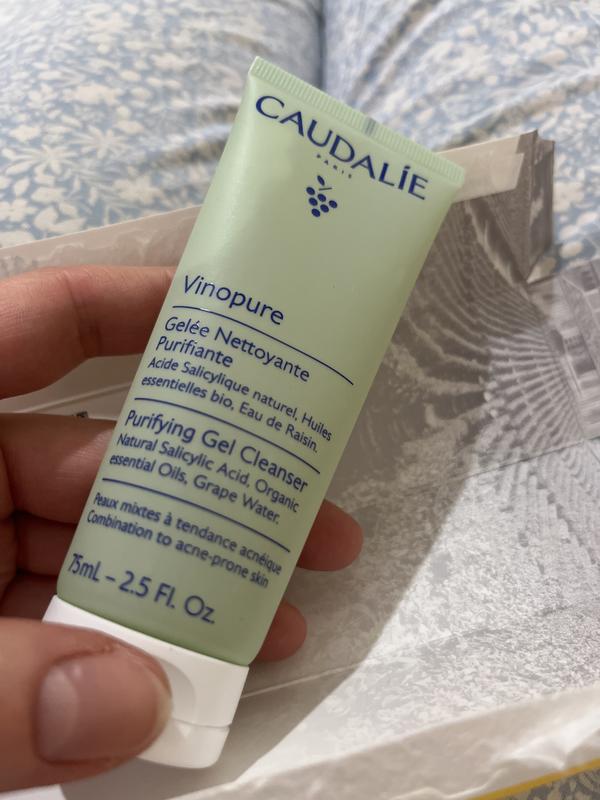 CAUDALÍE
PARIS
Vinopure
Gelée Nettoyante
Purifiante
Acide Salicylique naturel, Huiles
essentielles bio, Eau de Raisin.
Purifying Gel Cleanser
Natural Salicylic Acid, Organic
essential Oils, Grape Water.
Peaux mixtes à tendance acnéique
Combination to acne-prone skin
75mL – 2.5 Fl. Oz.